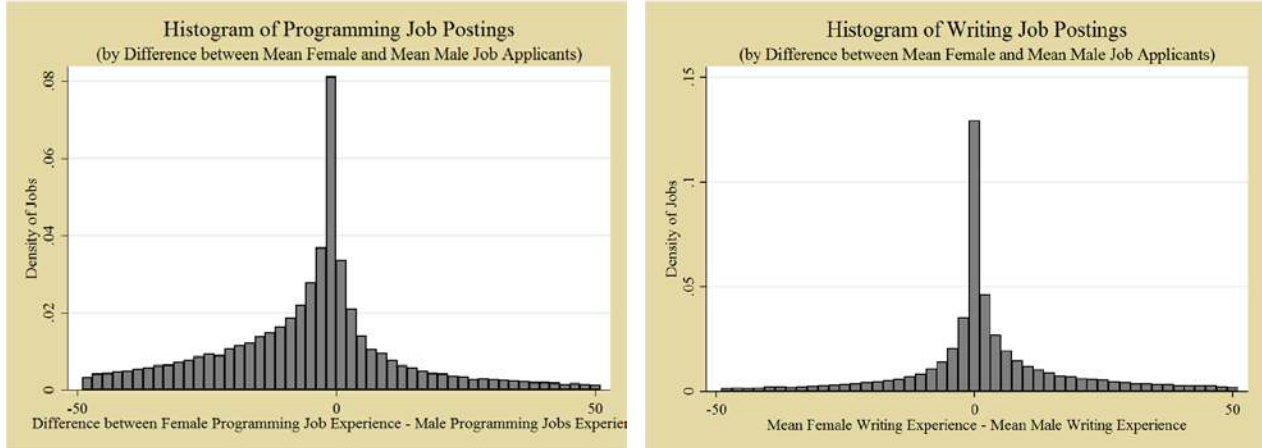 Histogram of Programming Job Postings
(by Difference between Mean Female and Mean Male Job Applicants)
Density of Jobs
.08
.06
.04
.02
0
-50
0
50
Difference between Female Programming Job Experience - Male Programming Jobs Experien
Histogram of Writing Job Postings
(by Difference between Mean Female and Mean Male Job Applicants)
Density of Jobs
.15
.1
.05
0
-50
0
50
Mean Female Writing Experience - Mean Male Writing Experience